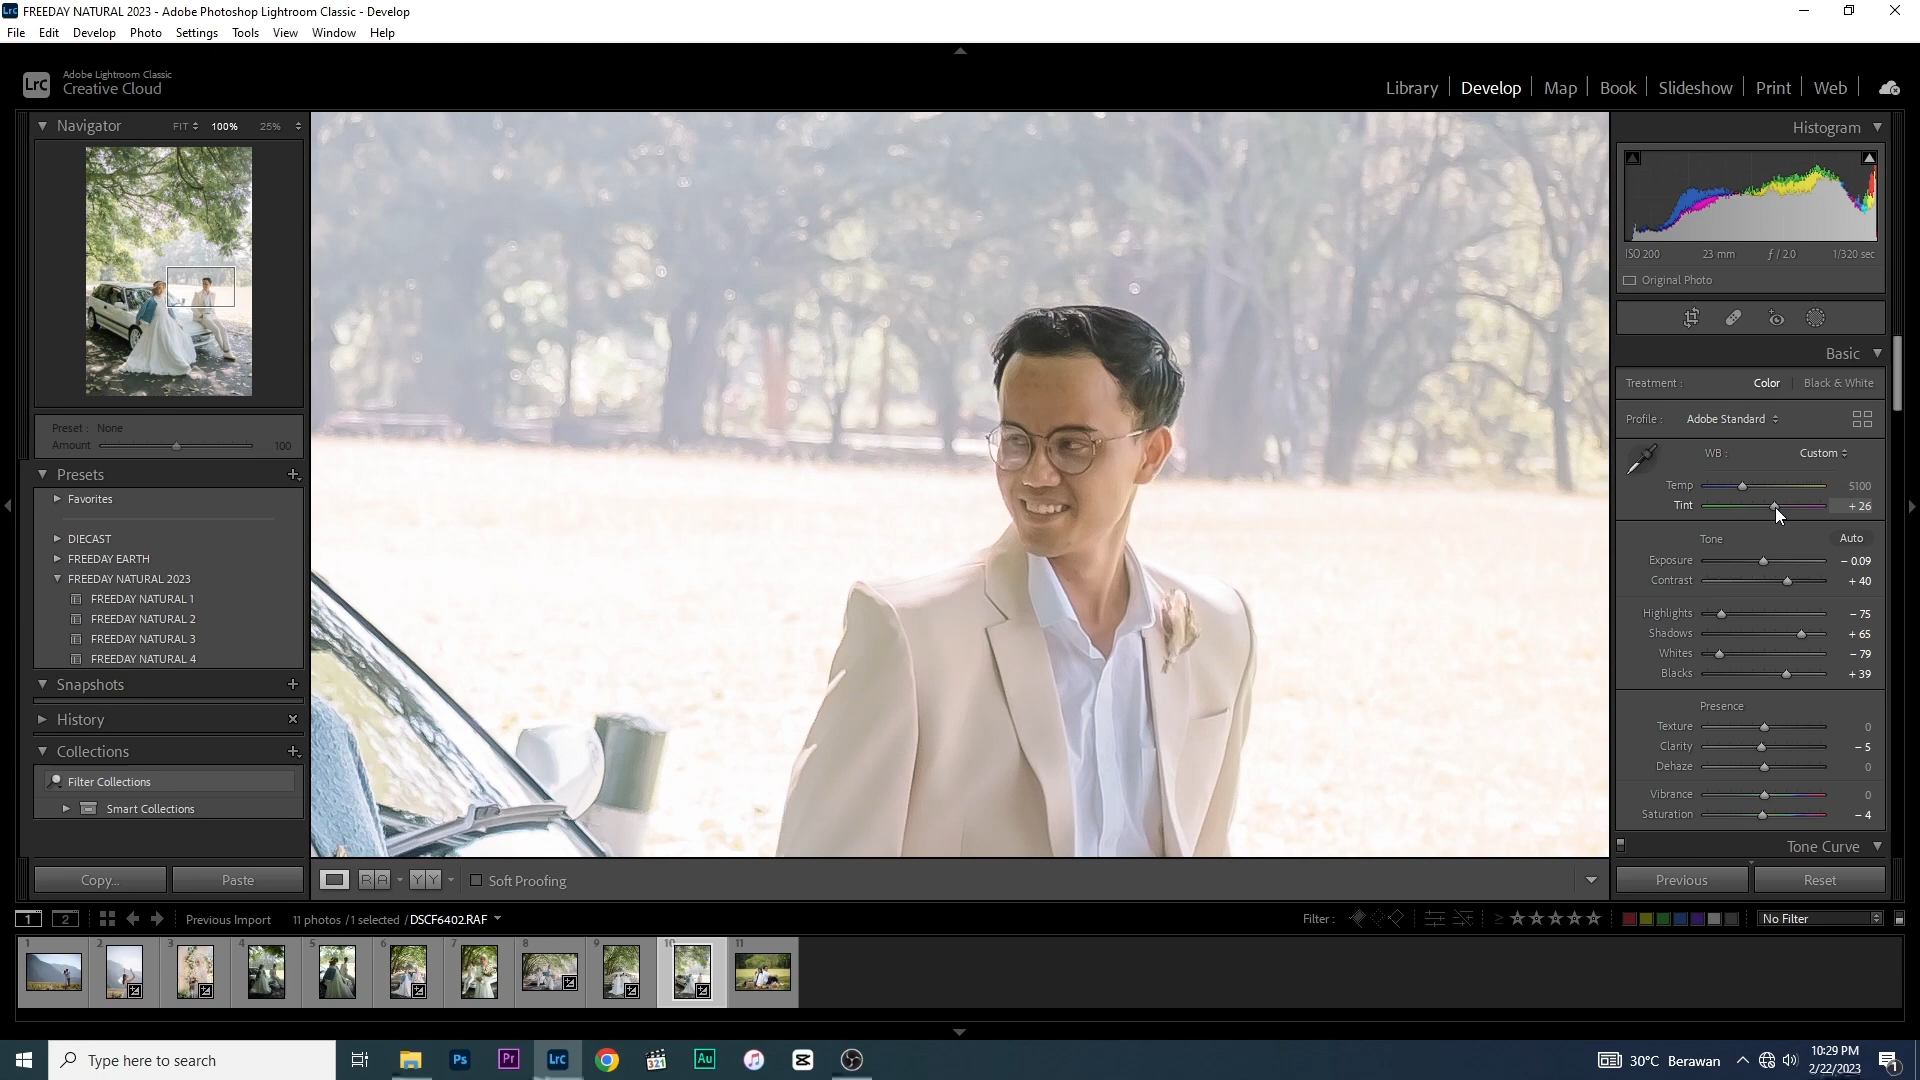 FREEDAY NATURAL 2023 - Adobe Photoshop Lightroom Classic - Develop
File Edit Develop Photo Settings Tools View Window Help
Lrc
Adobe Lightroom Classic
Creative Cloud
Library Develop Map Book Slideshow Print Web
Navigator FIT 100% 25%
Preset : None
Amount 100
Presets
Favorites
DIECAST
FREEDAY EARTH
FREEDAY NATURAL 2023
FREEDAY NATURAL 1
FREEDAY NATURAL 2
FREEDAY NATURAL 3
FREEDAY NATURAL 4
Snapshots
History
Collections
Filter Collections
Smart Collections
Copy... Paste
Soft Proofing
Histogram
ISO 200 23 mm ƒ / 2.0 1/320 sec
Original Photo
Basic
Treatment : Color Black & White
Profile : Adobe Standard
WB : Custom
Temp 5100
Tint + 26
Tone Auto
Exposure – 0.09
Contrast + 40
Highlights – 75
Shadows + 65
Whites – 79
Blacks + 39
Presence
Texture 0
Clarity – 5
Dehaze 0
Vibrance 0
Saturation – 4
Tone Curve
Previous Reset
1 2 Previous Import 11 photos / 1 selected / DSCF6402.RAF Filter : ≥ No Filter
1 2 3 4 5 6 7 8 9 10 11
Type here to search Ps Pr Lrc 321 Au 30°C Berawan 10:29 PM
2/22/2023 1